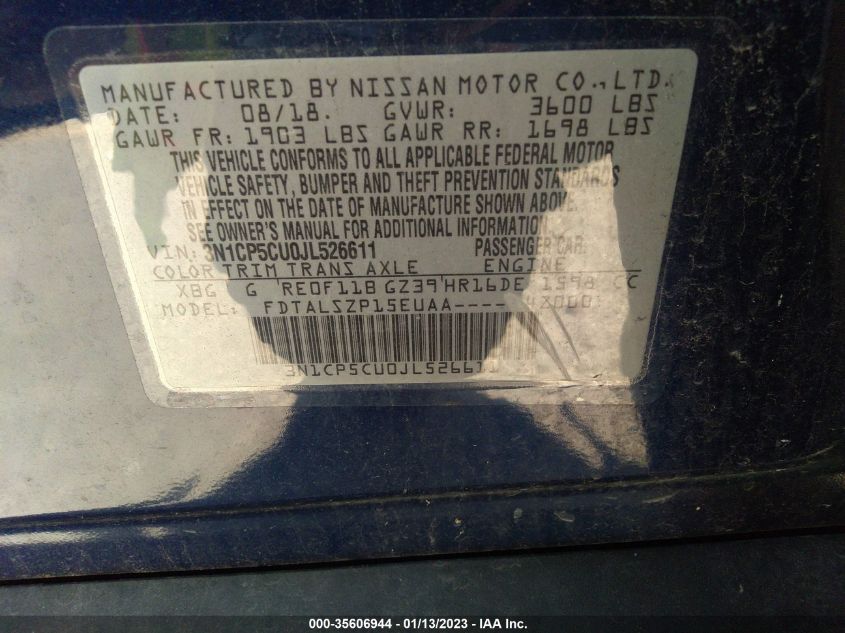 MANUFACTURED BY NISSAN MOTOR CO., LTD.
DATE: 08/18. GVWR: 3600 LBS
GAWR FR: 1903 LBS GAWR RR: 1698 LBS
THIS VEHICLE CONFORMS TO ALL APPLICABLE FEDERAL MOTOR
VEHICLE SAFETY, BUMPER AND THEFT PREVENTION STANDARDS
IN EFFECT ON THE DATE OF MANUFACTURE SHOWN ABOVE.
SEE OWNER'S MANUAL FOR ADDITIONAL INFORMATION.
VIN: 3N1CP5CU0JL526611 PASSENGER CAR
COLOR TRIM TRANS AXLE ENGINE
XBG G RE0F11B GZ39 HR16DE 1598 CC
MODEL: FDTALSZP15EUAA----
3N1CP5CU0JL526611
000-35606944 - 01/13/2023 - IAA Inc.